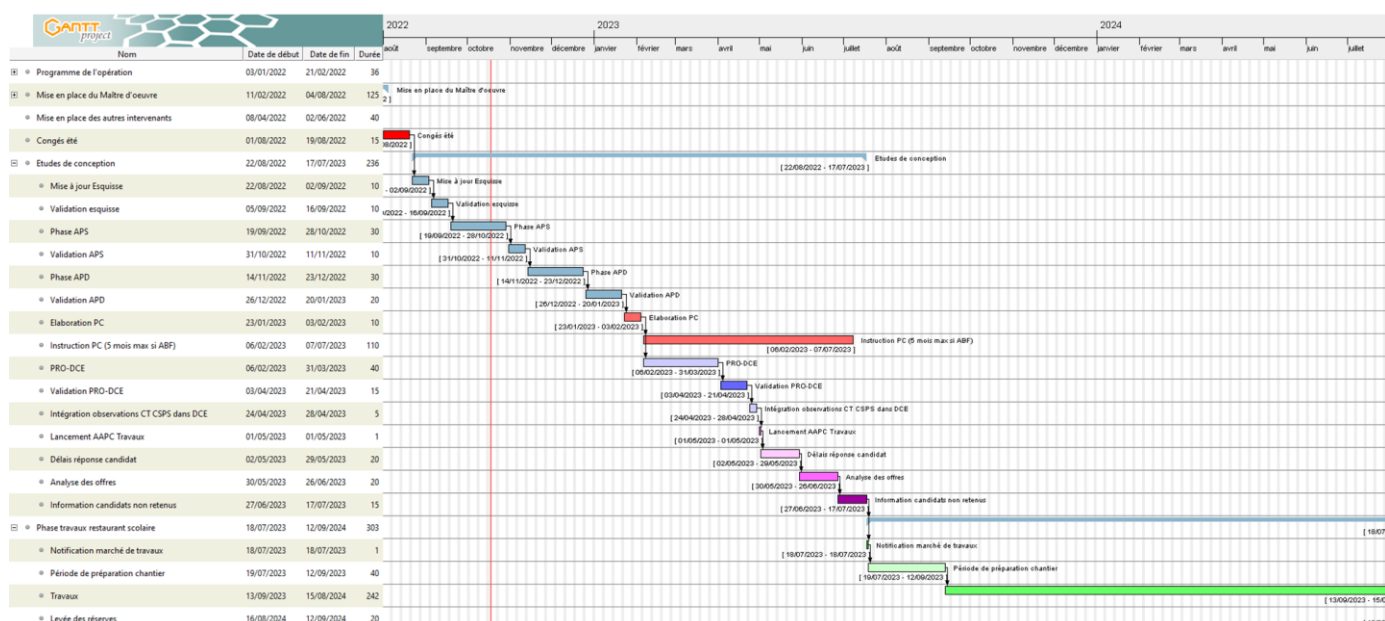 GANTT project
2022 2023 2024
août septembre octobre novembre décembre janvier février mars avril mai juin juillet août septembre octobre novembre décembre janvier février mars avril mai juin juillet
Nom Date de début Date de fin Durée
Programme de l'opération 03/01/2022 21/02/2022 36
Mise en place du Maître d'oeuvre 11/02/2022 04/08/2022 125 Mise en place du Maître d'oeuvre
2 ]
Mise en place des autres intervenants 08/04/2022 02/06/2022 40
Congés été 01/08/2022 19/08/2022 15 Congés été
/2022 ]
Etudes de conception 22/08/2022 17/07/2023 236 Etudes de conception
[ 22/08/2022 - 17/07/2023 ]
Mise à jour Esquisse 22/08/2022 02/09/2022 10 Mise à jour Esquisse
- 02/09/2022 ]
Validation esquisse 05/09/2022 16/09/2022 10 Validation esquisse
/2022 - 16/09/2022 ]
Phase APS 19/09/2022 28/10/2022 30 Phase APS
[ 19/09/2022 - 28/10/2022 ]
Validation APS 31/10/2022 11/11/2022 10 Validation APS
[ 31/10/2022 - 11/11/2022 ]
Phase APD 14/11/2022 23/12/2022 30 Phase APD
[ 14/11/2022 - 23/12/2022 ]
Validation APD 26/12/2022 20/01/2023 20 Validation APD
[ 26/12/2022 - 20/01/2023 ]
Elaboration PC 23/01/2023 03/02/2023 10 Elaboration PC
[ 23/01/2023 - 03/02/2023 ]
Instruction PC (5 mois max si ABF) 06/02/2023 07/07/2023 110 Instruction PC (5 mois max si ABF)
[ 06/02/2023 - 07/07/2023 ]
PRO-DCE 06/02/2023 31/03/2023 40 PRO-DCE
[ 06/02/2023 - 31/03/2023 ]
Validation PRO-DCE 03/04/2023 21/04/2023 15 Validation PRO-DCE
[ 03/04/2023 - 21/04/2023 ]
Intégration observations CT CSPS dans DCE 24/04/2023 28/04/2023 5 Intégration observations CT CSPS dans DCE
[ 24/04/2023 - 28/04/2023 ]
Lancement AAPC Travaux 01/05/2023 01/05/2023 1 Lancement AAPC Travaux
[ 01/05/2023 - 01/05/2023 ]
Délais réponse candidat 02/05/2023 29/05/2023 20 Délais réponse candidat
[ 02/05/2023 - 29/05/2023 ]
Analyse des offres 30/05/2023 26/06/2023 20 Analyse des offres
[ 30/05/2023 - 26/06/2023 ]
Information candidats non retenus 27/06/2023 17/07/2023 15 Information candidats non retenus
[ 27/06/2023 - 17/07/2023 ]
Phase travaux restaurant scolaire 18/07/2023 12/09/2024 303
[ 18/07
Notification marché de travaux 18/07/2023 18/07/2023 1 Notification marché de travaux
[ 18/07/2023 - 18/07/2023 ]
Période de préparation chantier 19/07/2023 12/09/2023 40 Période de préparation chantier
[ 19/07/2023 - 12/09/2023 ]
Travaux 13/09/2023 15/08/2024 242
[ 13/09/2023 - 15/0
Levée des réserves 16/08/2024 12/09/2024 20